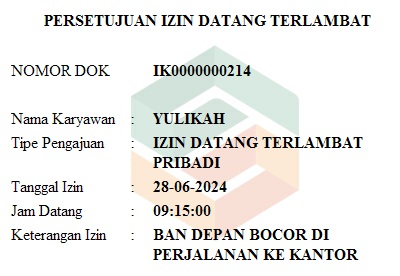 PERSETUJUAN IZIN DATANG TERLAMBAT
NOMOR DOK IK0000000214
Nama Karyawan : YULIKAH
Tipe Pengajuan : IZIN DATANG TERLAMBAT
PRIBADI
Tanggal Izin : 28-06-2024
Jam Datang : 09:15:00
Keterangan Izin : BAN DEPAN BOCOR DI
PERJALANAN KE KANTOR